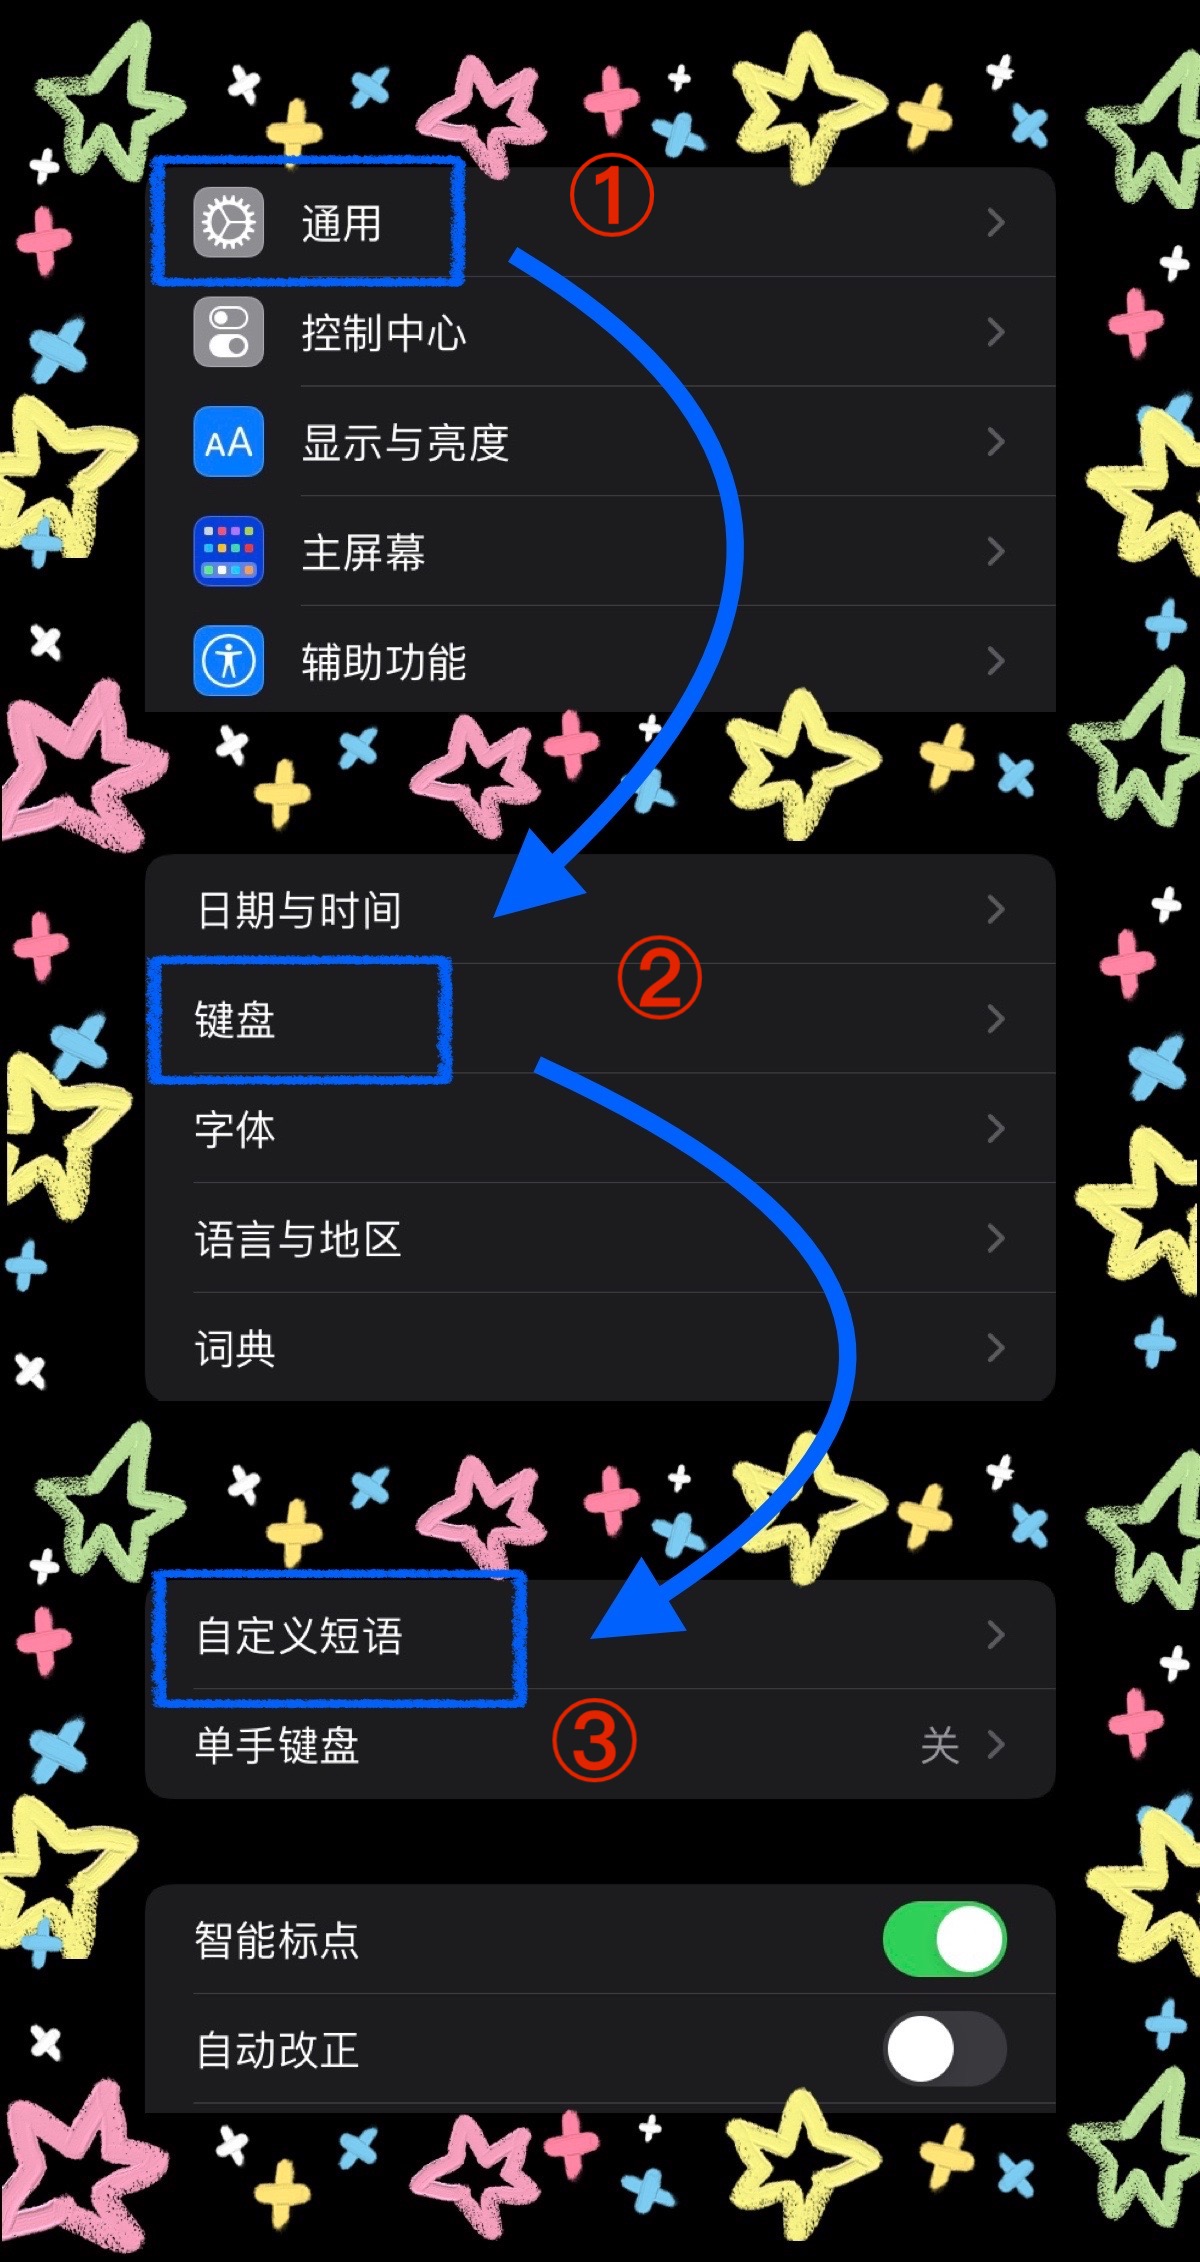 通用
①
控制中心
AA
显示与亮度
主屏幕
辅助功能
日期与时间
②
键盘
字体
语言与地区
词典
自定义短语
③
单手键盘 关
智能标点
自动改正